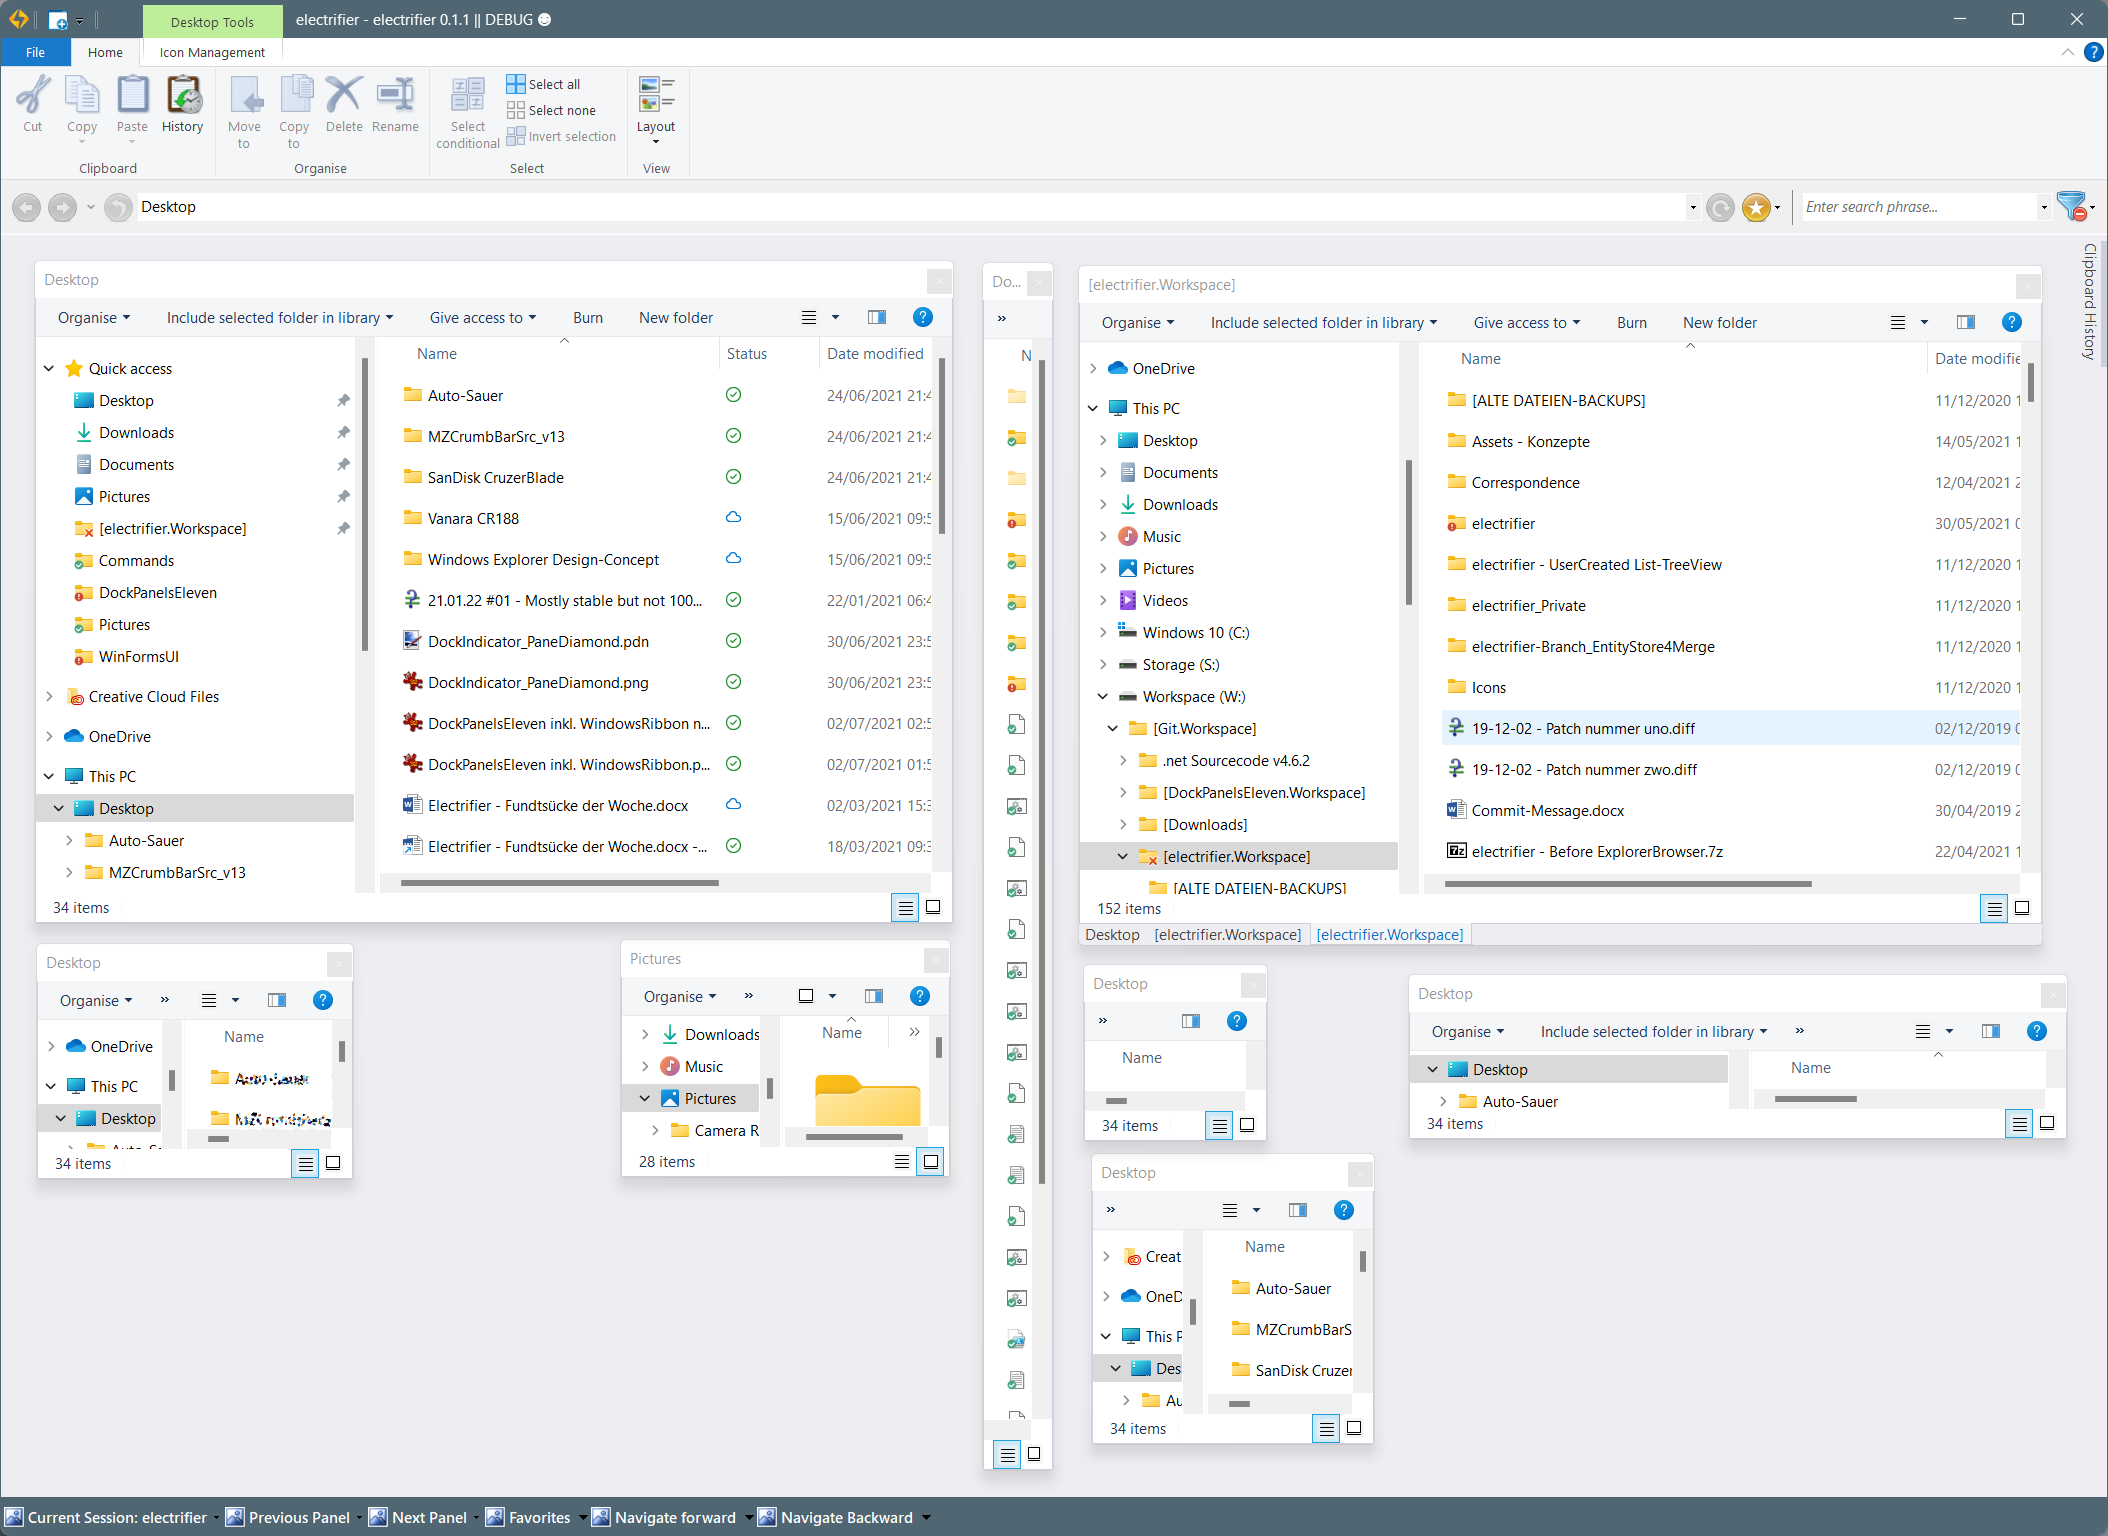 Desktop Tools
electrifier - electrifier 0.1.1 || DEBUG
File
Home
Icon Management
Cut
Copy
Paste
History
Move to
Copy to
Delete
Rename
Select conditional
Select all
Select none
Invert selection
Layout
Clipboard
Organise
Select
View
Desktop
Enter search phrase...
Clipboard History
Desktop
Organise
Include selected folder in library
Give access to
Burn
New folder
Name
Status
Date modified
Quick access
Desktop
Downloads
Documents
Pictures
[electrifier.Workspace]
Commands
DockPanelsEleven
Pictures
WinFormsUI
Creative Cloud Files
OneDrive
This PC
Desktop
Auto-Sauer
MZCrumbBarSrc_v13
Auto-Sauer 24/06/2021 21:4
MZCrumbBarSrc_v13 24/06/2021 21:4
SanDisk CruzerBlade 24/06/2021 21:4
Vanara CR188 15/06/2021 09:5
Windows Explorer Design-Concept 15/06/2021 09:5
21.01.22 #01 - Mostly stable but not 100... 22/01/2021 06:4
DockIndicator_PaneDiamond.pdn 30/06/2021 23:5
DockIndicator_PaneDiamond.png 30/06/2021 23:5
DockPanelsEleven inkl. WindowsRibbon n... 02/07/2021 02:5
DockPanelsEleven inkl. WindowsRibbon.p... 02/07/2021 01:5
Electrifier - Fundtsücke der Woche.docx 02/03/2021 15:3
Electrifier - Fundtsücke der Woche.docx -... 18/03/2021 09:3
34 items
Do...
N
[electrifier.Workspace]
Organise
Include selected folder in library
Give access to
Burn
New folder
Name
Date modifie
OneDrive
This PC
Desktop
Documents
Downloads
Music
Pictures
Videos
Windows 10 (C:)
Storage (S:)
Workspace (W:)
[Git.Workspace]
.net Sourcecode v4.6.2
[DockPanelsEleven.Workspace]
[Downloads]
[electrifier.Workspace]
[ALTE DATEIEN-BACKUPS]
[ALTE DATEIEN-BACKUPS] 11/12/2020 1
Assets - Konzepte 14/05/2021 1
Correspondence 12/04/2021 2
electrifier 30/05/2021 0
electrifier - UserCreated List-TreeView 11/12/2020 1
electrifier_Private 11/12/2020 1
electrifier-Branch_EntityStore4Merge 11/12/2020 1
Icons 11/12/2020 1
19-12-02 - Patch nummer uno.diff 02/12/2019 0
19-12-02 - Patch nummer zwo.diff 02/12/2019 0
Commit-Message.docx 30/04/2019 2
electrifier - Before ExplorerBrowser.7z 22/04/2021 1
152 items
Desktop
[electrifier.Workspace]
[electrifier.Workspace]
Desktop
Organise
Name
OneDrive
This PC
Desktop
34 items
Pictures
Organise
Downloads
Music
Pictures
Camera R
Name
28 items
Desktop
Name
34 items
Desktop
Organise
Include selected folder in library
Desktop
Auto-Sauer
Name
34 items
Desktop
Name
Creat
OneD
This P
Des
Au
Auto-Sauer
MZCrumbBarS
SanDisk Cruzer
34 items
Current Session: electrifier
Previous Panel
Next Panel
Favorites
Navigate forward
Navigate Backward